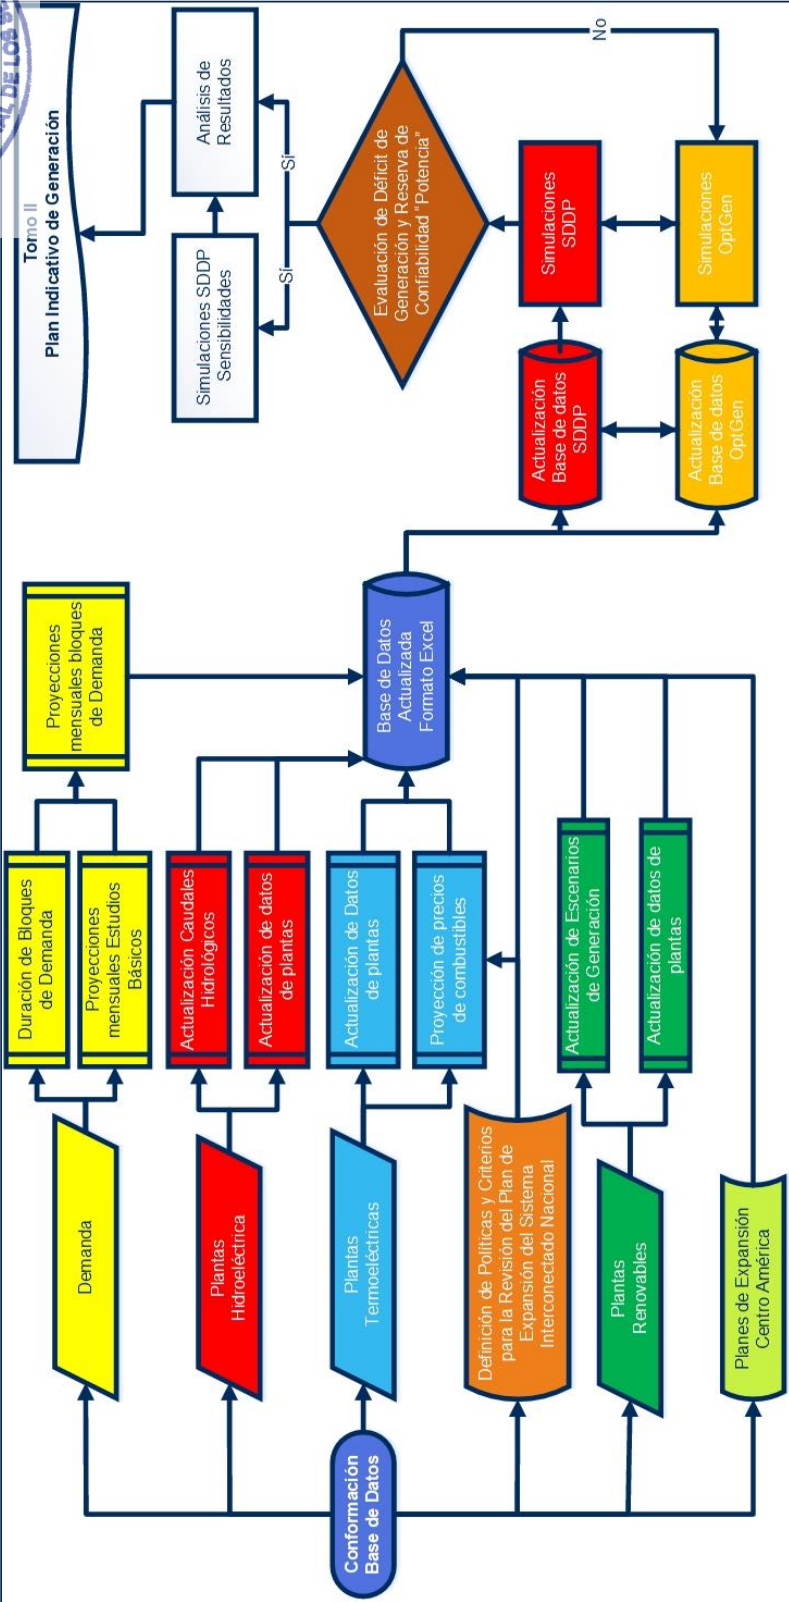 AL DE LOS S
Tomo II
Plan Indicativo de Generación
Análisis de
Resultados
Simulaciones SDDP
Sensibilidades
Sí
Sí
No
Evaluación de Déficit de
Generación y Reserva de
Confiabilidad "Potencia"
Simulaciones
SDDP
Simulaciones
OptGen
Actualización
Base de datos
SDDP
Actualización
Base de datos
OptGen
Proyecciones
mensuales bloques
de Demanda
Base de Datos
Actualizada
Formato Excel
Duración de Bloques
de Demanda
Proyecciones
mensuales Estudios
Básicos
Actualización Caudales
Hidrológicos
Actualización de datos
de plantas
Actualización de Datos
de plantas
Proyección de precios
de combustibles
Actualización de Escenarios
de Generación
Actualización de datos de
plantas
Demanda
Plantas
Hidroeléctrica
Plantas
Termoeléctricas
Definición de Políticas y Criterios
para la Revisión del Plan de
Expansión del Sistema
Interconectado Nacional
Plantas
Renovables
Planes de Expansión
Centro América
Conformación
Base de Datos